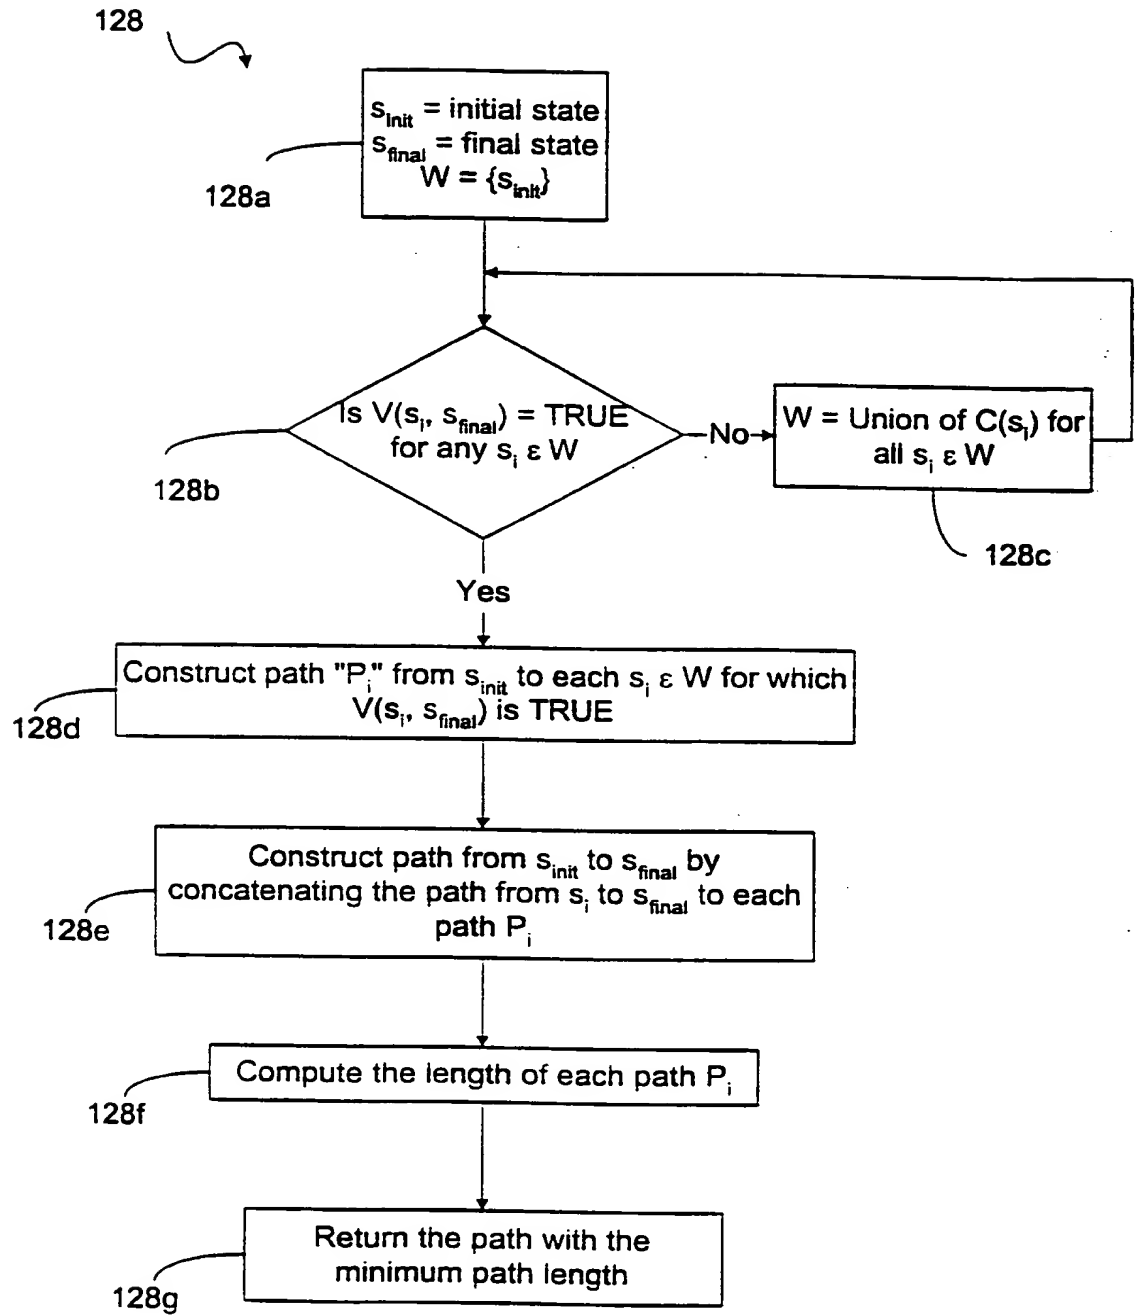 128
s_init = initial state
s_final = final state
W = {s_init}
128a
Is V(s_i, s_final) = TRUE
for any s_i ε W
128b
No
W = Union of C(s_i) for
all s_i ε W
128c
Yes
Construct path "P_i" from s_init to each s_i ε W for which
V(s_i, s_final) is TRUE
128d
Construct path from s_init to s_final by
concatenating the path from s_i to s_final to each
path P_i
128e
Compute the length of each path P_i
128f
Return the path with the
minimum path length
128g